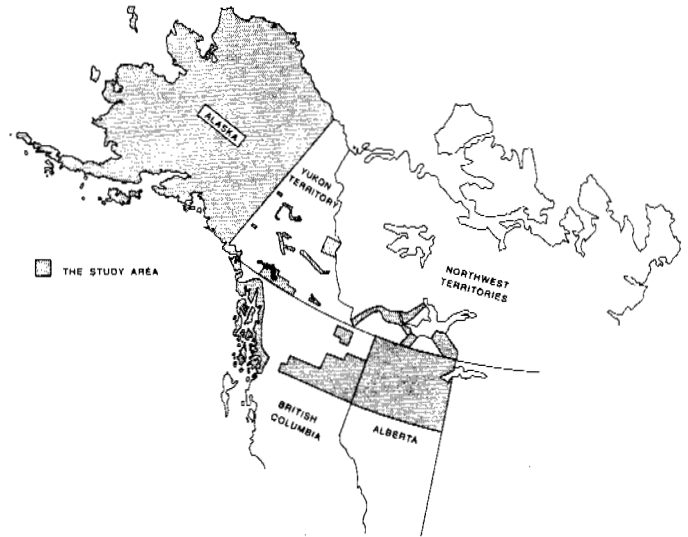 ALASKA
YUKON
TERRITORY
THE STUDY AREA
NORTHWEST
TERRITORIES
BRITISH
COLUMBIA
ALBERTA